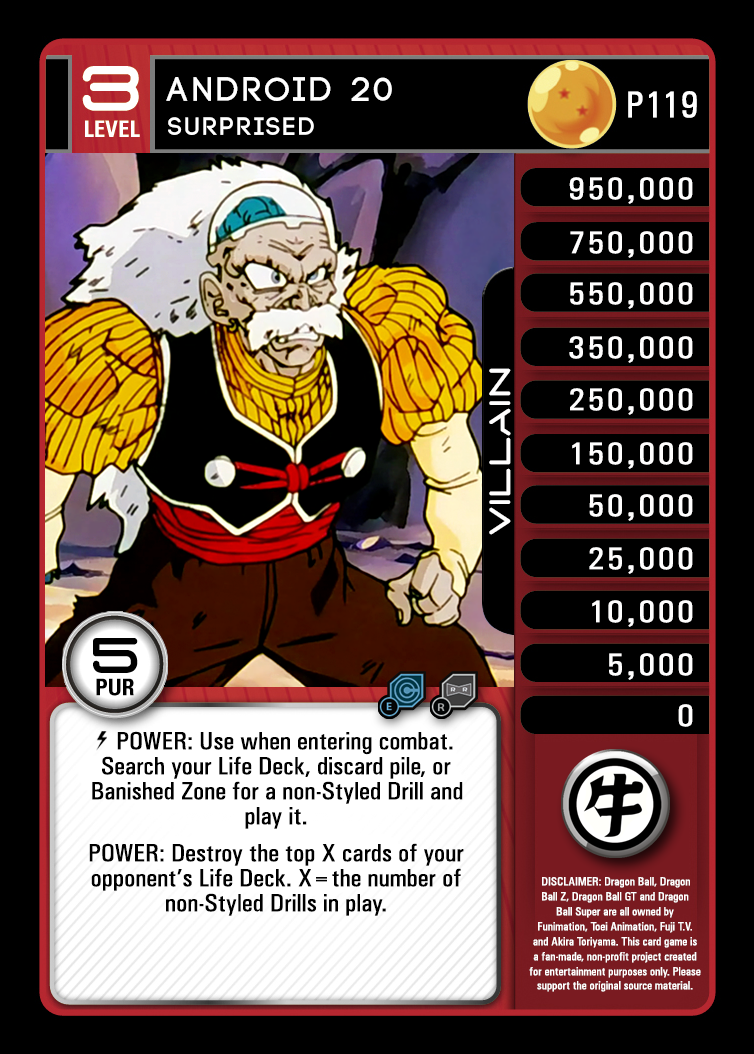 3
LEVEL
ANDROID 20
SURPRISED
P119
950,000
750,000
550,000
350,000
250,000
150,000
50,000
25,000
10,000
5,000
0
VILLAIN
5
PUR
E
R
R R
POWER: Use when entering combat.
Search your Life Deck, discard pile, or
Banished Zone for a non-Styled Drill and
play it.
POWER: Destroy the top X cards of your
opponent's Life Deck. X = the number of
non-Styled Drills in play.
牛
DISCLAIMER: Dragon Ball, Dragon
Ball Z, Dragon Ball GT and Dragon
Ball Super are all owned by
Funimation, Toei Animation, Fuji T.V.
and Akira Toriyama. This card game is
a fan-made, non-profit project created
for entertainment purposes only. Please
support the original source material.